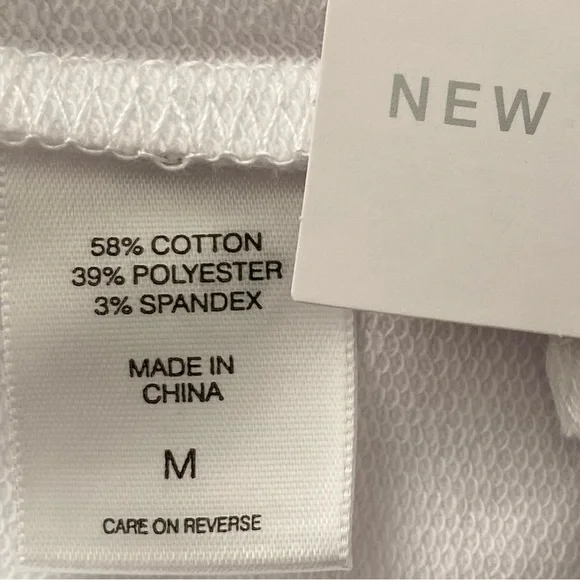 NEW
58% COTTON
39% POLYESTER
3% SPANDEX
MADE IN
CHINA
M
CARE ON REVERSE